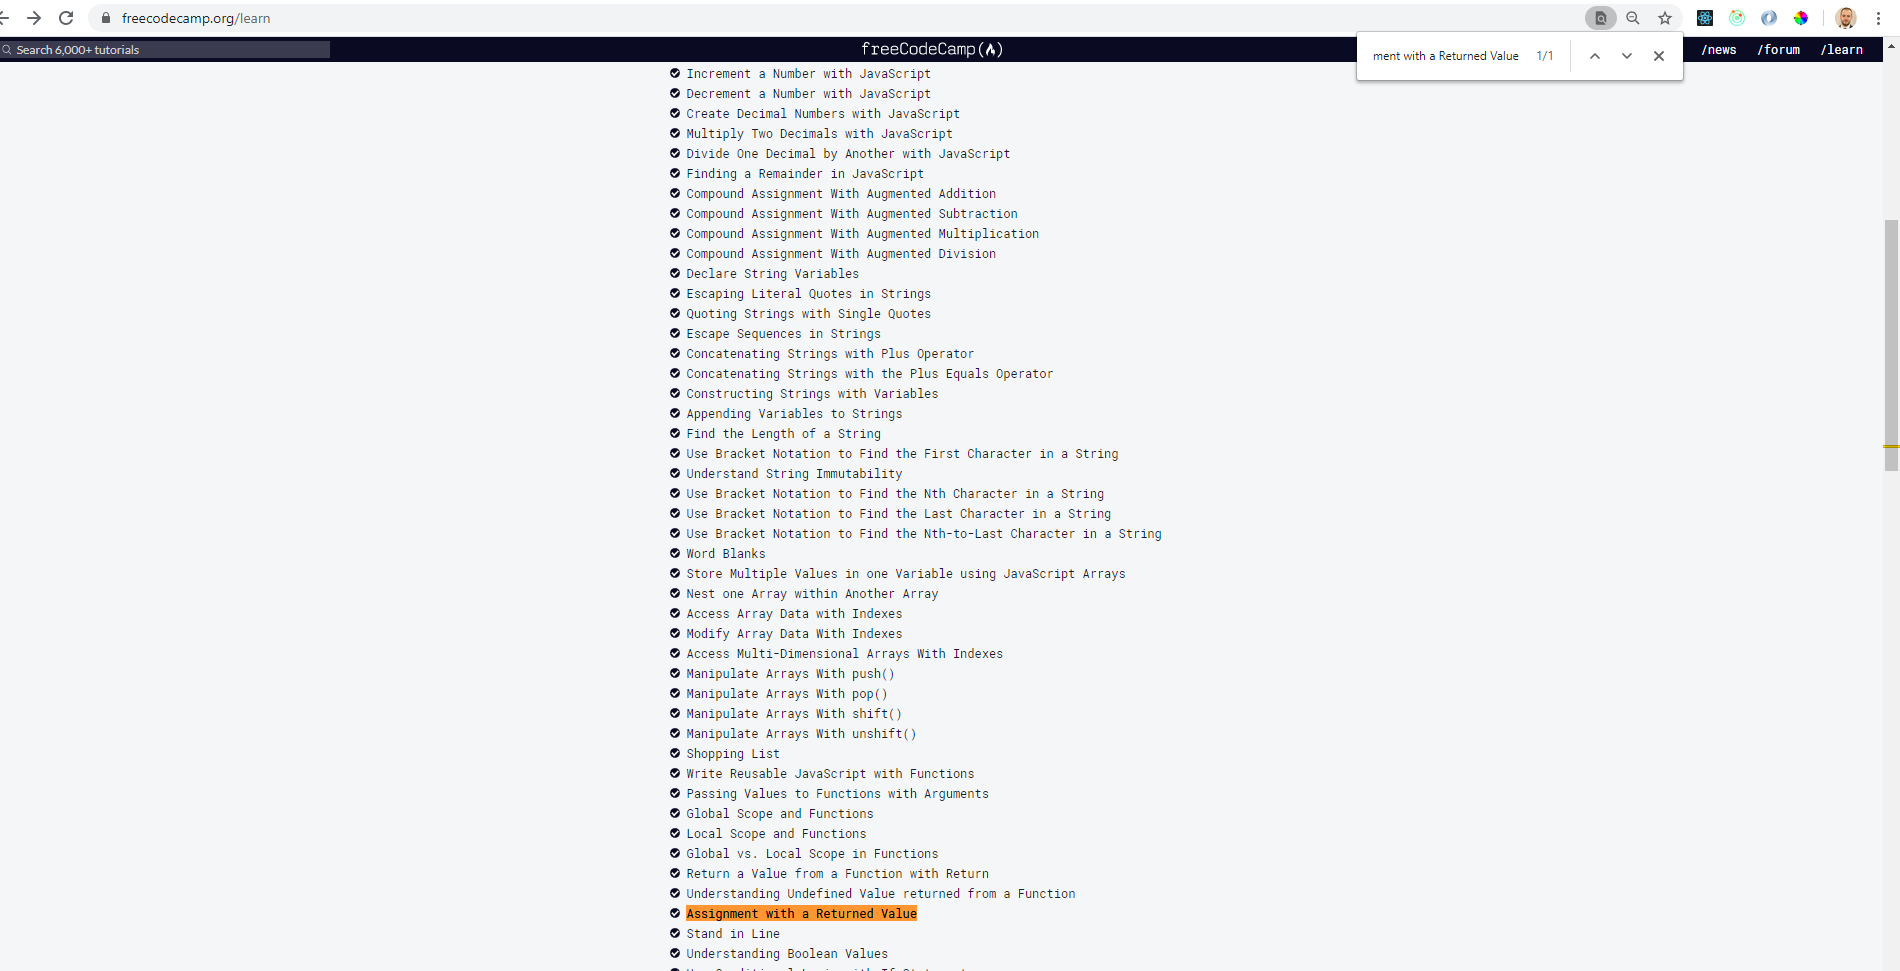 freecodecamp.org/learn
Search 6,000+ tutorials
freeCodeCamp
ment with a Returned Value 1/1
/news /forum /learn
Increment a Number with JavaScript
Decrement a Number with JavaScript
Create Decimal Numbers with JavaScript
Multiply Two Decimals with JavaScript
Divide One Decimal by Another with JavaScript
Finding a Remainder in JavaScript
Compound Assignment With Augmented Addition
Compound Assignment With Augmented Subtraction
Compound Assignment With Augmented Multiplication
Compound Assignment With Augmented Division
Declare String Variables
Escaping Literal Quotes in Strings
Quoting Strings with Single Quotes
Escape Sequences in Strings
Concatenating Strings with Plus Operator
Concatenating Strings with the Plus Equals Operator
Constructing Strings with Variables
Appending Variables to Strings
Find the Length of a String
Use Bracket Notation to Find the First Character in a String
Understand String Immutability
Use Bracket Notation to Find the Nth Character in a String
Use Bracket Notation to Find the Last Character in a String
Use Bracket Notation to Find the Nth-to-Last Character in a String
Word Blanks
Store Multiple Values in one Variable using JavaScript Arrays
Nest one Array within Another Array
Access Array Data with Indexes
Modify Array Data With Indexes
Access Multi-Dimensional Arrays With Indexes
Manipulate Arrays With push()
Manipulate Arrays With pop()
Manipulate Arrays With shift()
Manipulate Arrays With unshift()
Shopping List
Write Reusable JavaScript with Functions
Passing Values to Functions with Arguments
Global Scope and Functions
Local Scope and Functions
Global vs. Local Scope in Functions
Return a Value from a Function with Return
Understanding Undefined Value returned from a Function
Assignment with a Returned Value
Stand in Line
Understanding Boolean Values